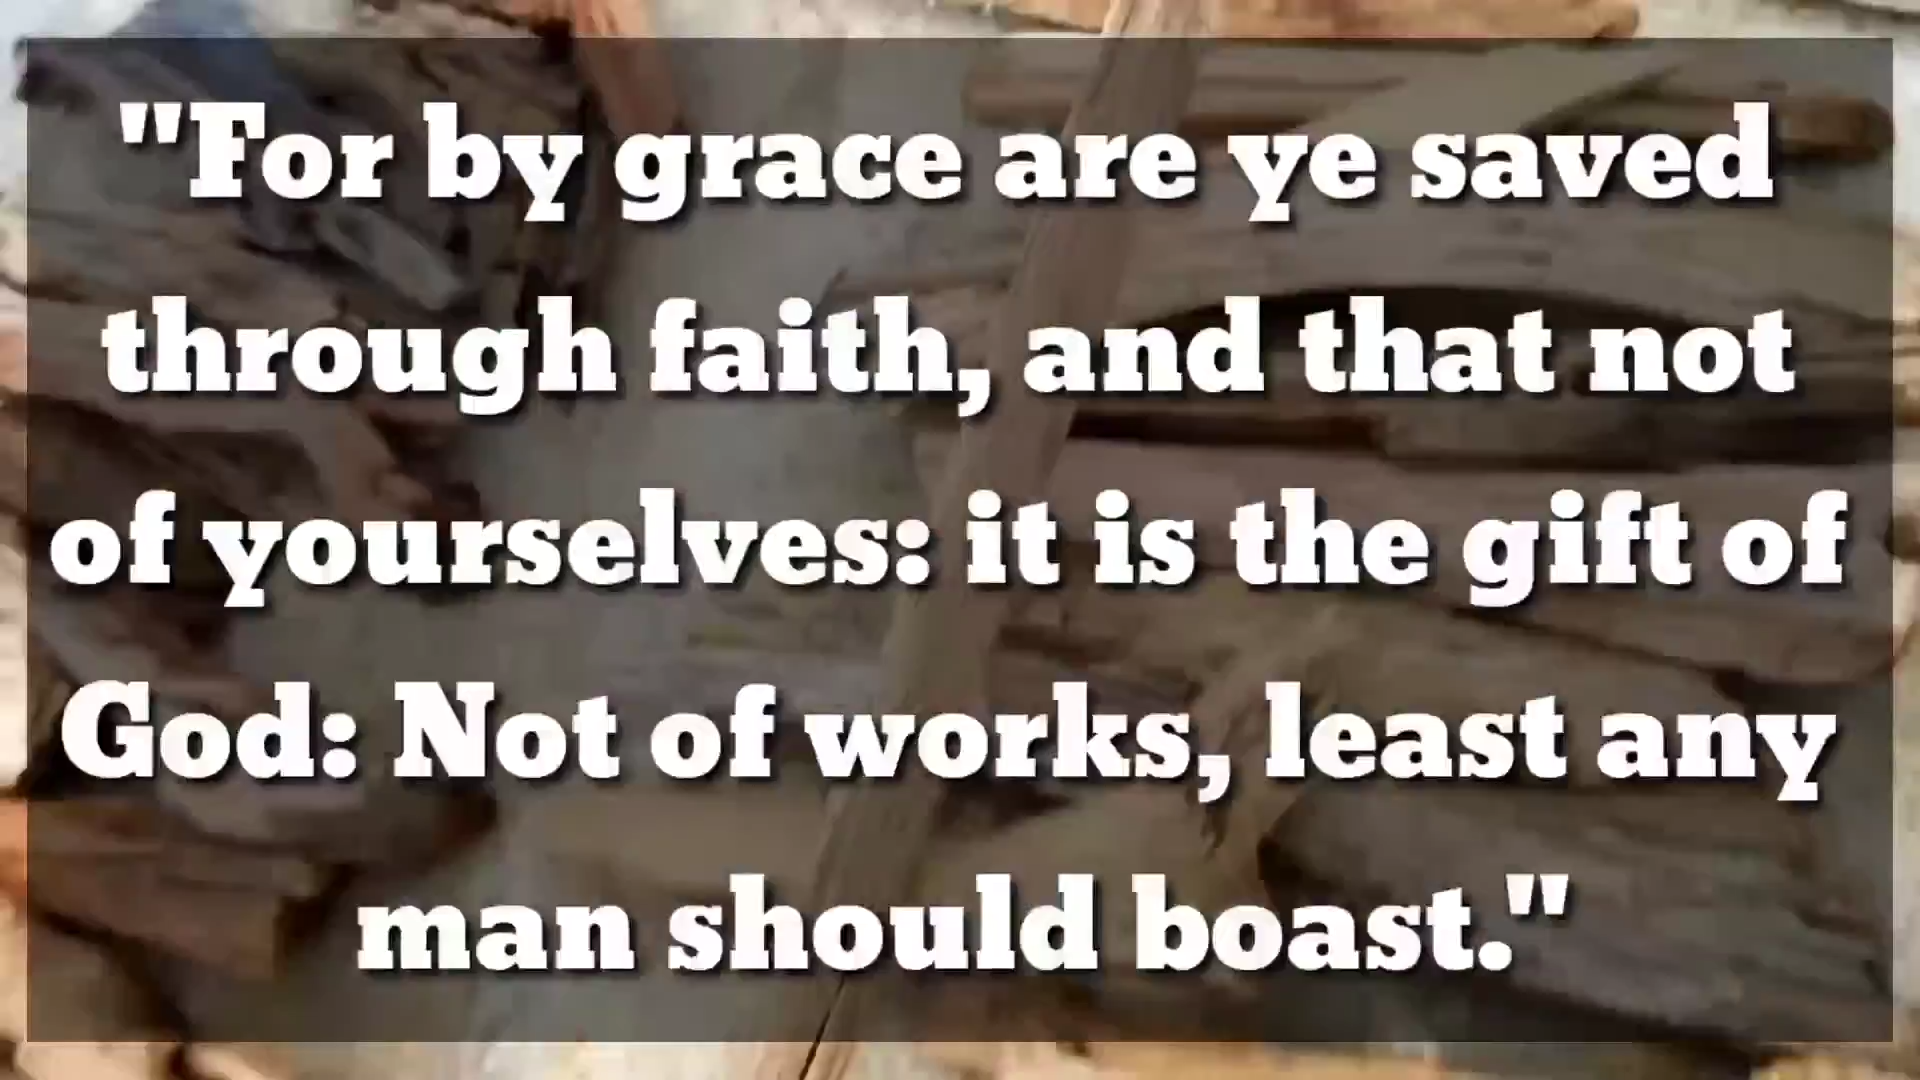 "For by grace are ye saved
through faith, and that not
of yourselves: it is the gift of
God: Not of works, least any
man should boast."